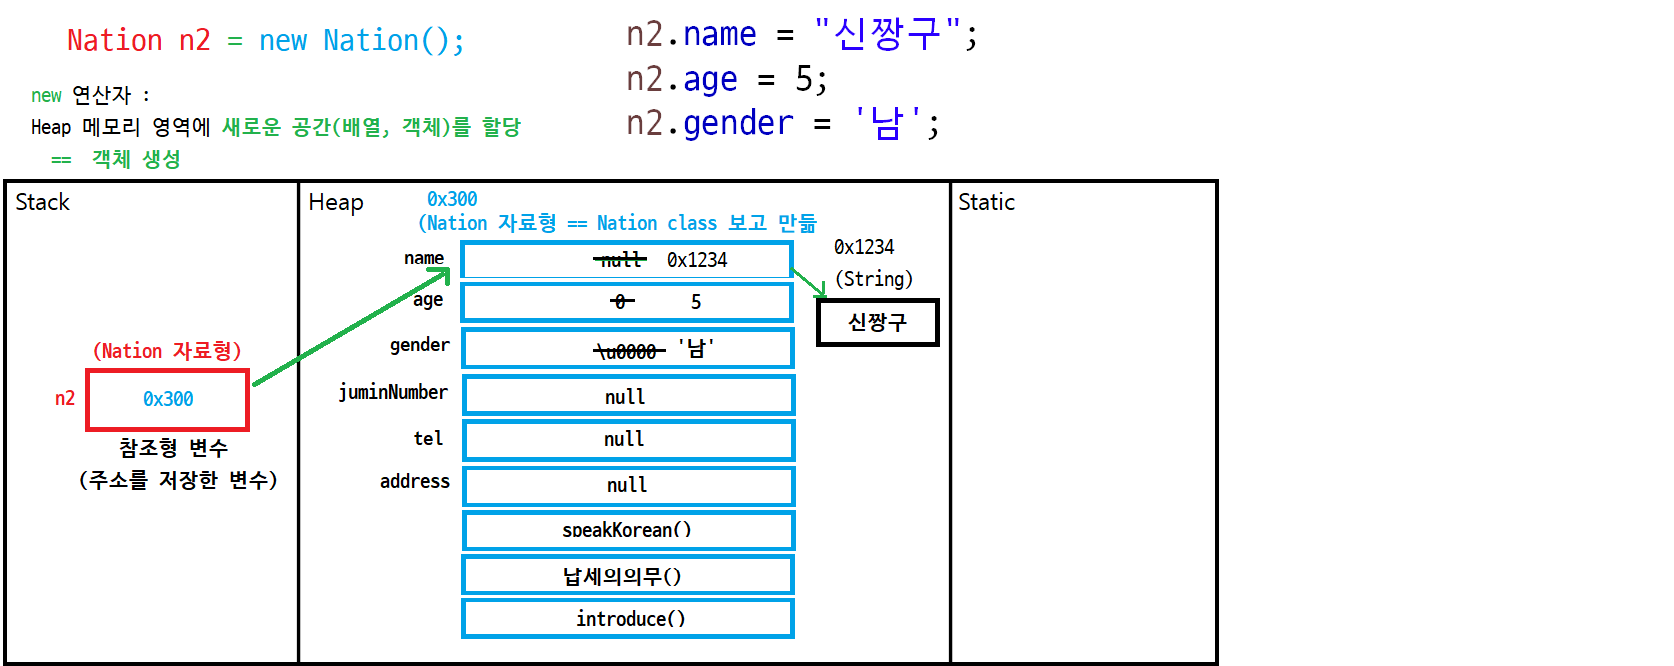 Nation n2 = new Nation();
new 연산자 :
Heap 메모리 영역에 새로운 공간(배열, 객체)를 할당
== 객체 생성
n2.name = "신짱구";
n2.age = 5;
n2.gender = '남';
Stack
(Nation 자료형)
n2 0x300
참조형 변수
(주소를 저장한 변수)
Heap
0x300
(Nation 자료형 == Nation class 보고 만듦
name null 0x1234
age 0 5
gender \u0000 '남'
juminNumber null
tel null
address null
speakKorean()
납세의의무()
introduce()
0x1234
(String)
신짱구
Static